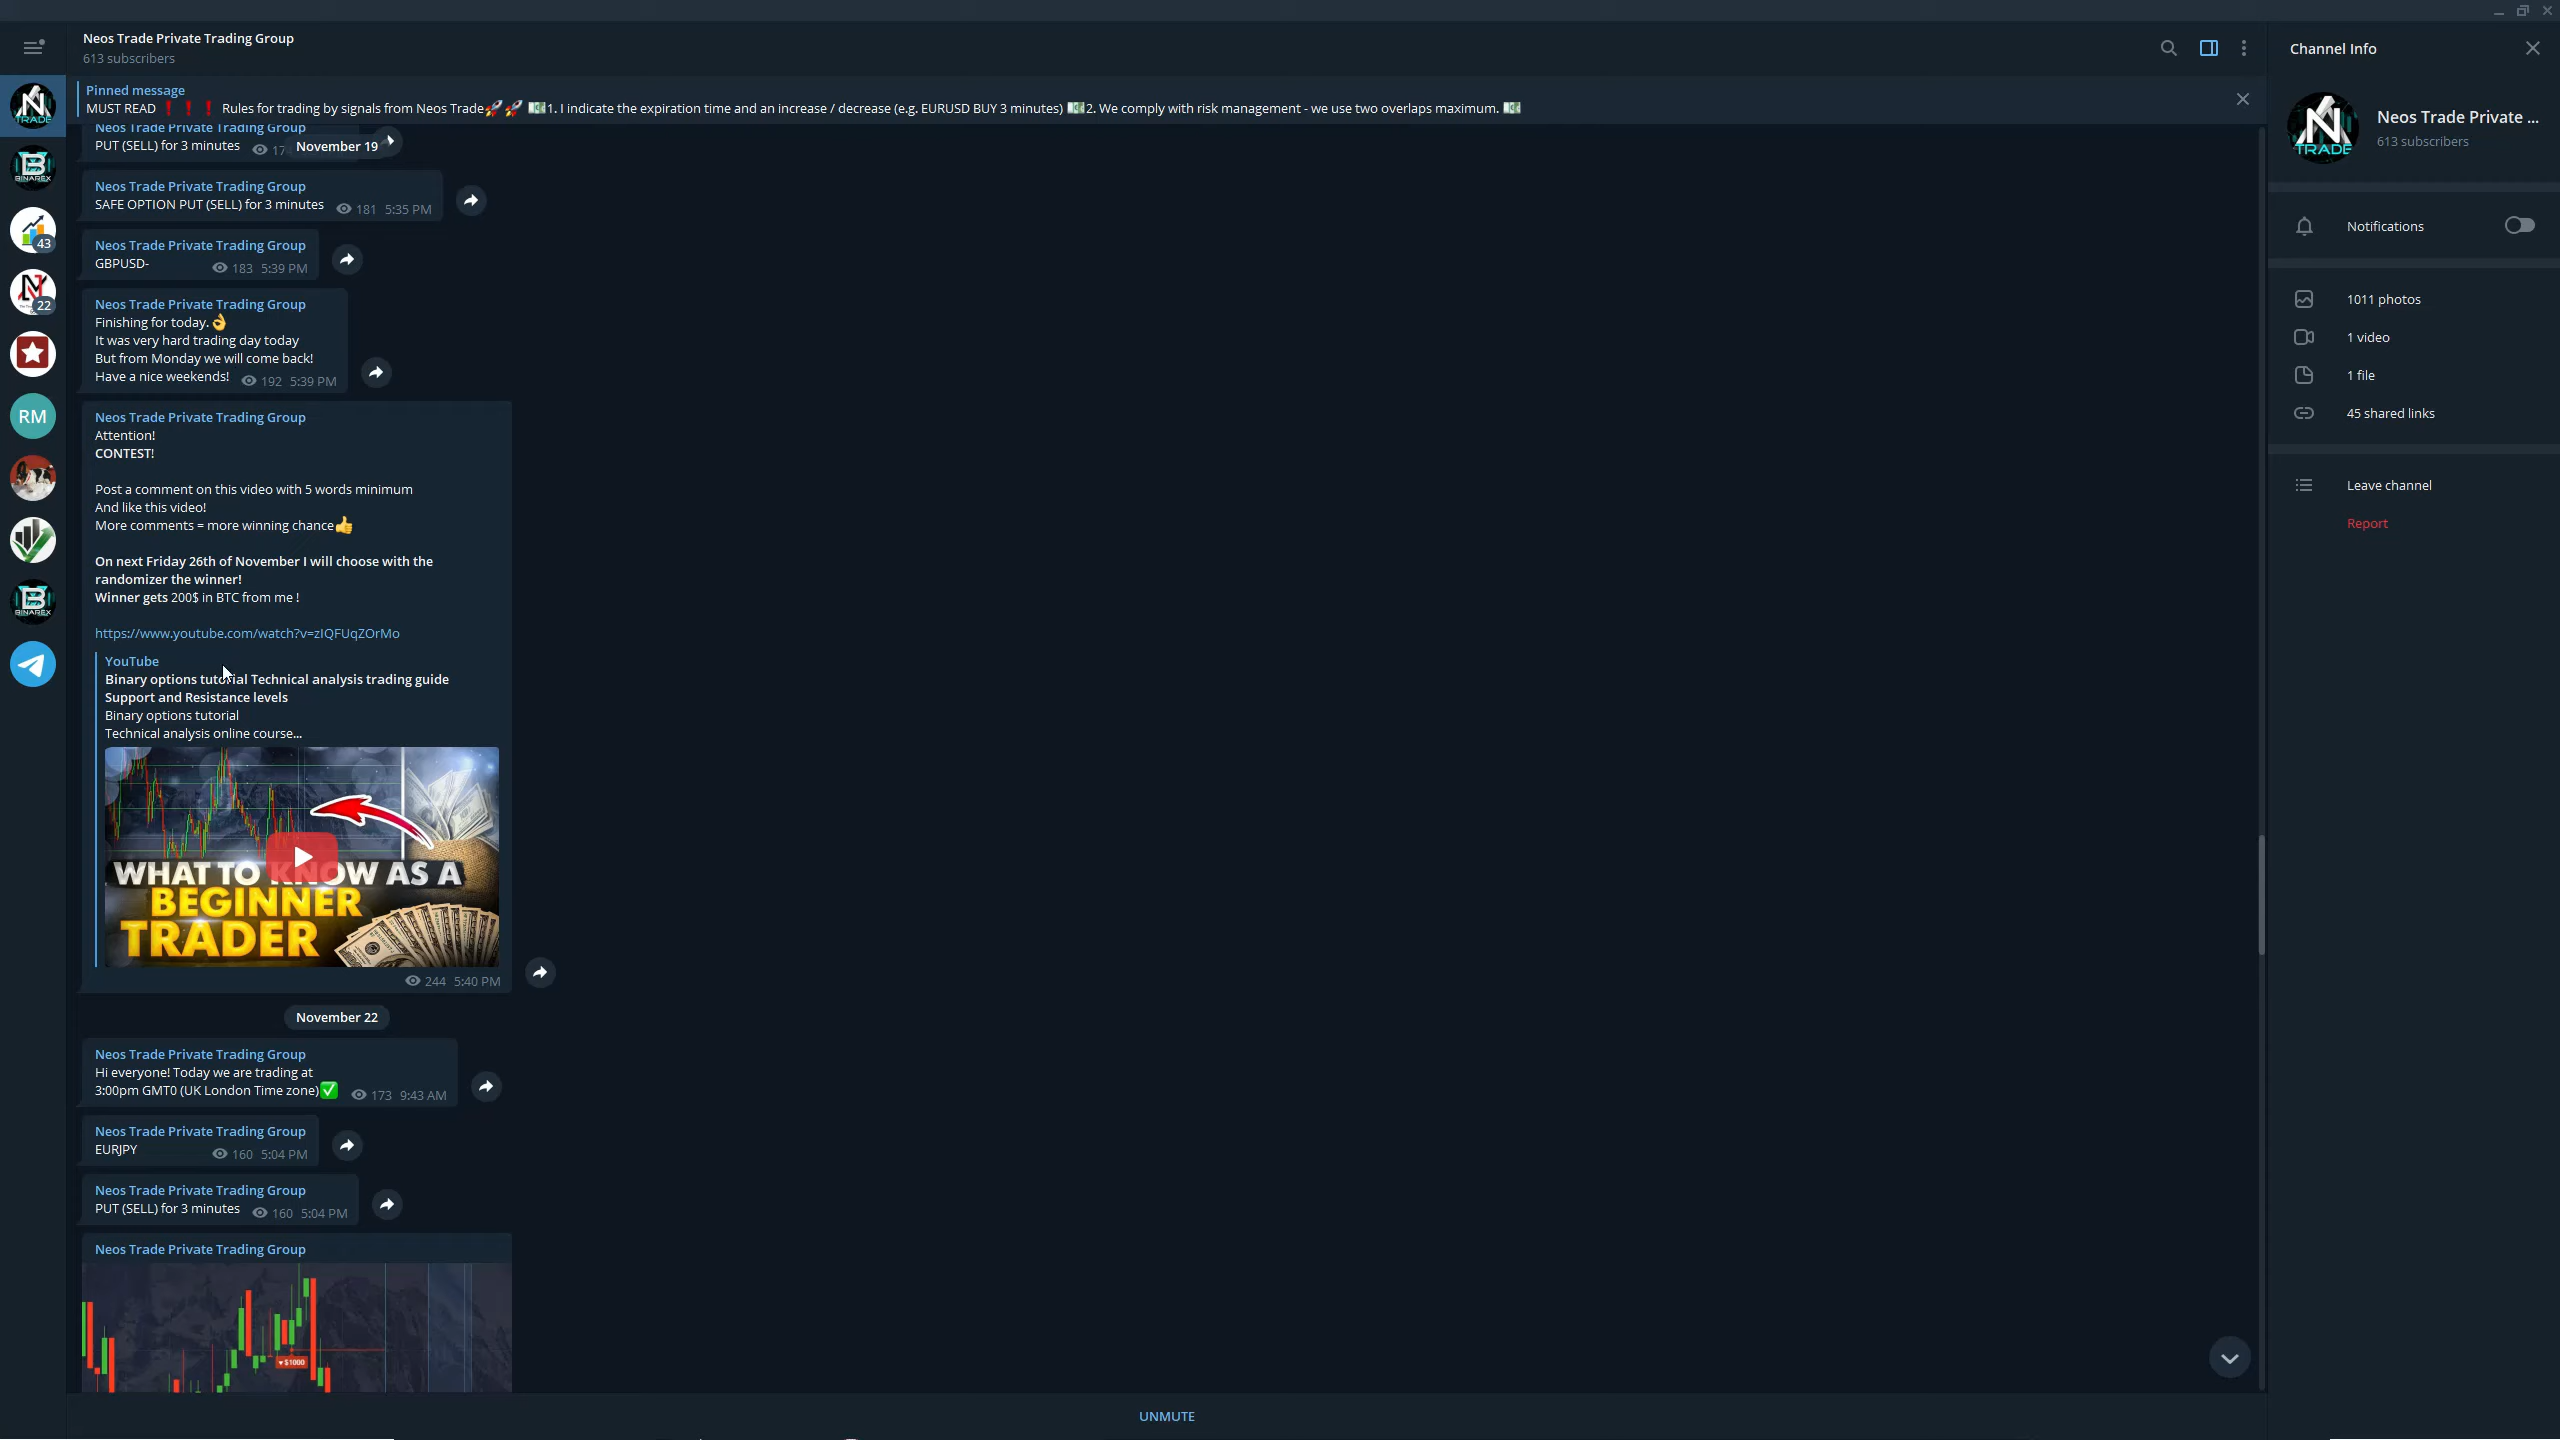 Neos Trade Private Trading Group
613 subscribers
Pinned message
MUST READ ❗❗❗ Rules for trading by signals from Neos Trade🚀🚀 💵1. I indicate the expiration time and an increase / decrease (e.g. EURUSD BUY 3 minutes) 💵2. We comply with risk management - we use two overlaps maximum. 💵
Neos Trade Private Trading Group
PUT (SELL) for 3 minutes
November 19
Neos Trade Private Trading Group
SAFE OPTION PUT (SELL) for 3 minutes 181 5:35 PM
Neos Trade Private Trading Group
GBPUSD- 183 5:39 PM
Neos Trade Private Trading Group
Finishing for today.👌
It was very hard trading day today
But from Monday we will come back!
Have a nice weekends! 192 5:39 PM
Neos Trade Private Trading Group
Attention!
CONTEST!
Post a comment on this video with 5 words minimum
And like this video!
More comments = more winning chance👍
On next Friday 26th of November I will choose with the
randomizer the winner!
Winner gets 200$ in BTC from me !
https://www.youtube.com/watch?v=zIQFUqZOrMo
YouTube
Binary options tutorial Technical analysis trading guide
Support and Resistance levels
Binary options tutorial
Technical analysis online course...
WHAT TO KNOW AS A
BEGINNER
TRADER
244 5:40 PM
November 22
Neos Trade Private Trading Group
Hi everyone! Today we are trading at
3:00pm GMT0 (UK London Time zone)✅ 173 9:43 AM
Neos Trade Private Trading Group
EURJPY 160 5:04 PM
Neos Trade Private Trading Group
PUT (SELL) for 3 minutes 160 5:04 PM
Neos Trade Private Trading Group
▾$1000
UNMUTE
N
TRADE
B
BINAREX
43
22
RM
B
BINAREX
Channel Info
N
TRADE
Neos Trade Private ...
613 subscribers
Notifications
1011 photos
1 video
1 file
45 shared links
Leave channel
Report